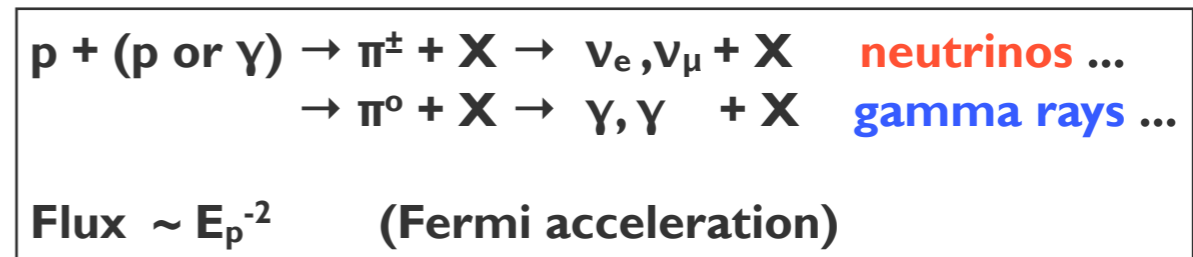 p + (p or γ) → π± + X → νe ,νμ + X neutrinos ...
→ πo + X → γ, γ + X gamma rays ...
Flux ~ Ep-2 (Fermi acceleration)